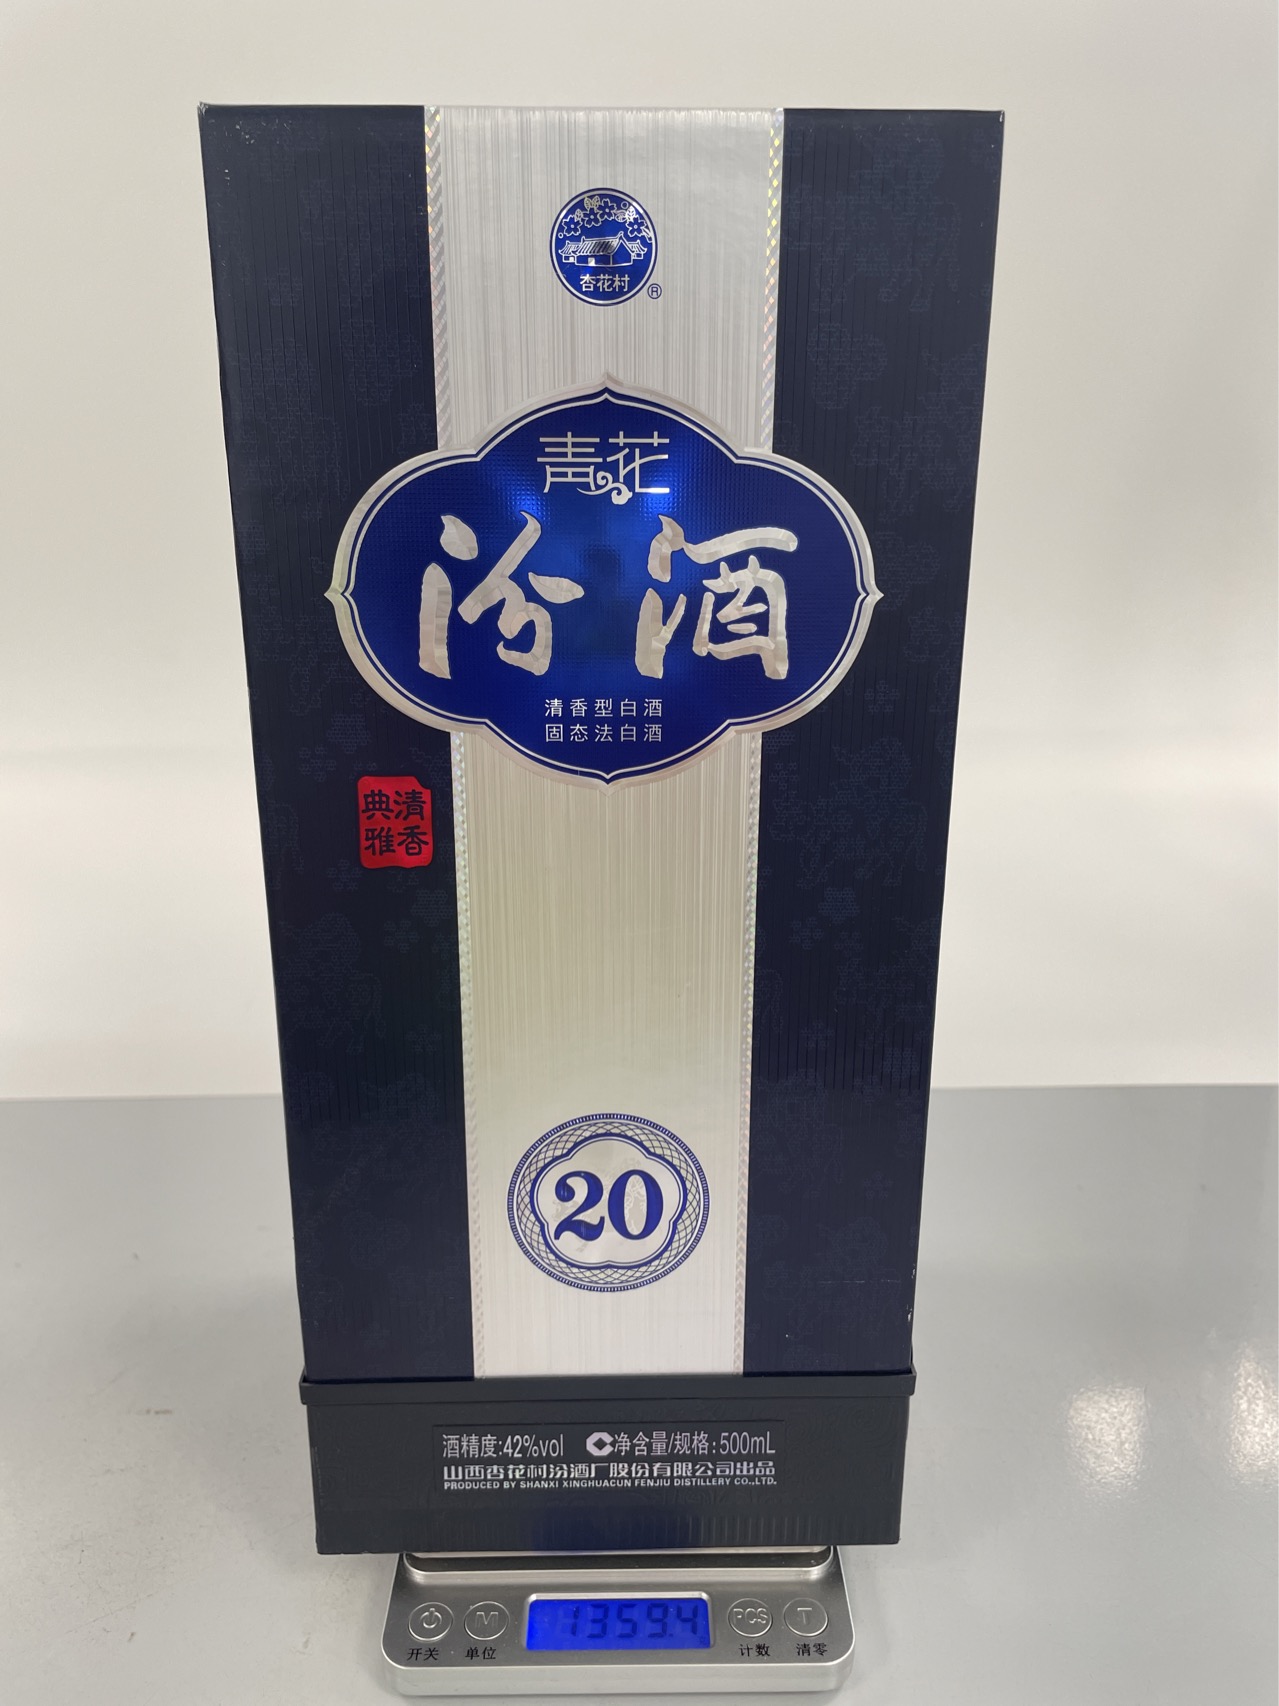 杏花村
®
青花
汾酒
清香型白酒
固态法白酒
清香
典雅
20
酒精度:42%vol 净含量/规格:500mL
山西杏花村汾酒厂股份有限公司出品
PRODUCED BY SHANXI XINGHUACUN FENJIU DISTILLERY CO.,LTD.
M 1359.4 PCS T
开关 单位 计数 清零